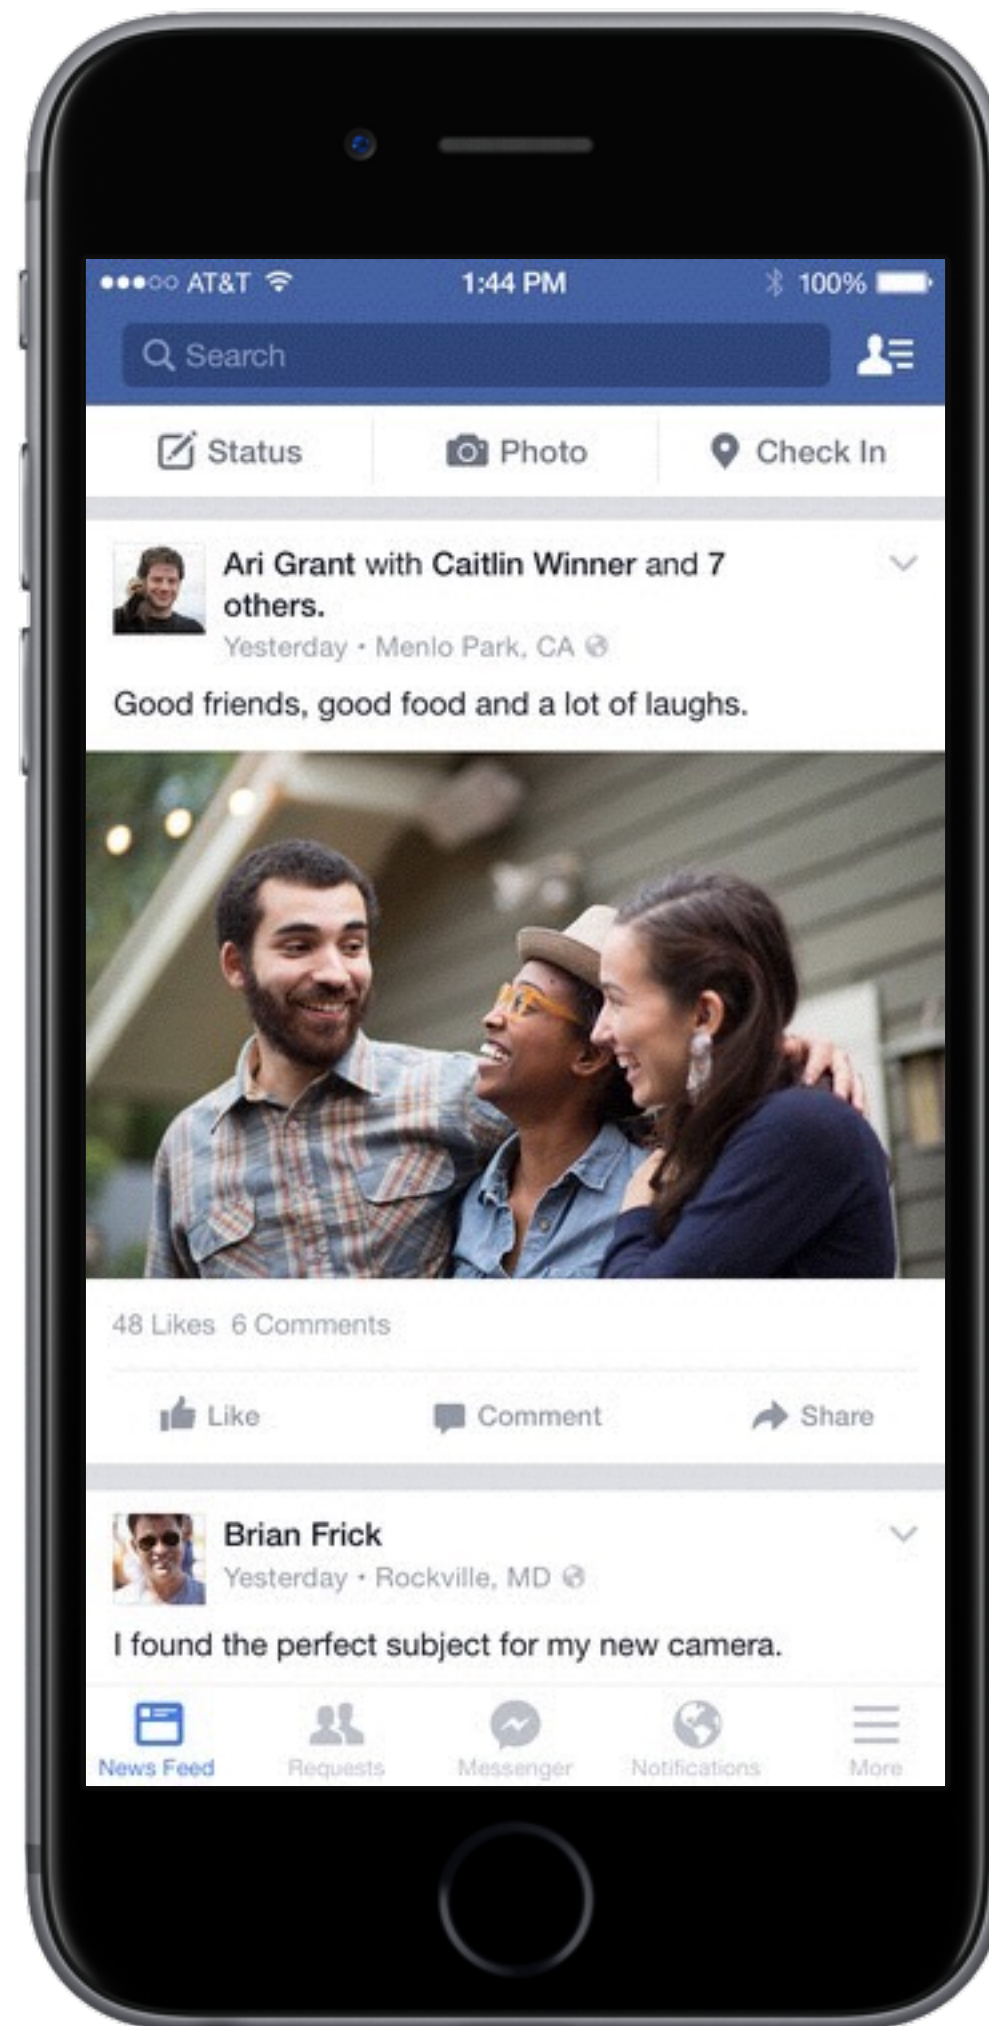 AT&T 1:44 PM 100%
Search
Status Photo Check In
Ari Grant with Caitlin Winner and 7
others.
Yesterday · Menlo Park, CA
Good friends, good food and a lot of laughs.
48 Likes 6 Comments
Like Comment Share
Brian Frick
Yesterday · Rockville, MD
I found the perfect subject for my new camera.
News Feed Requests Messenger Notifications More